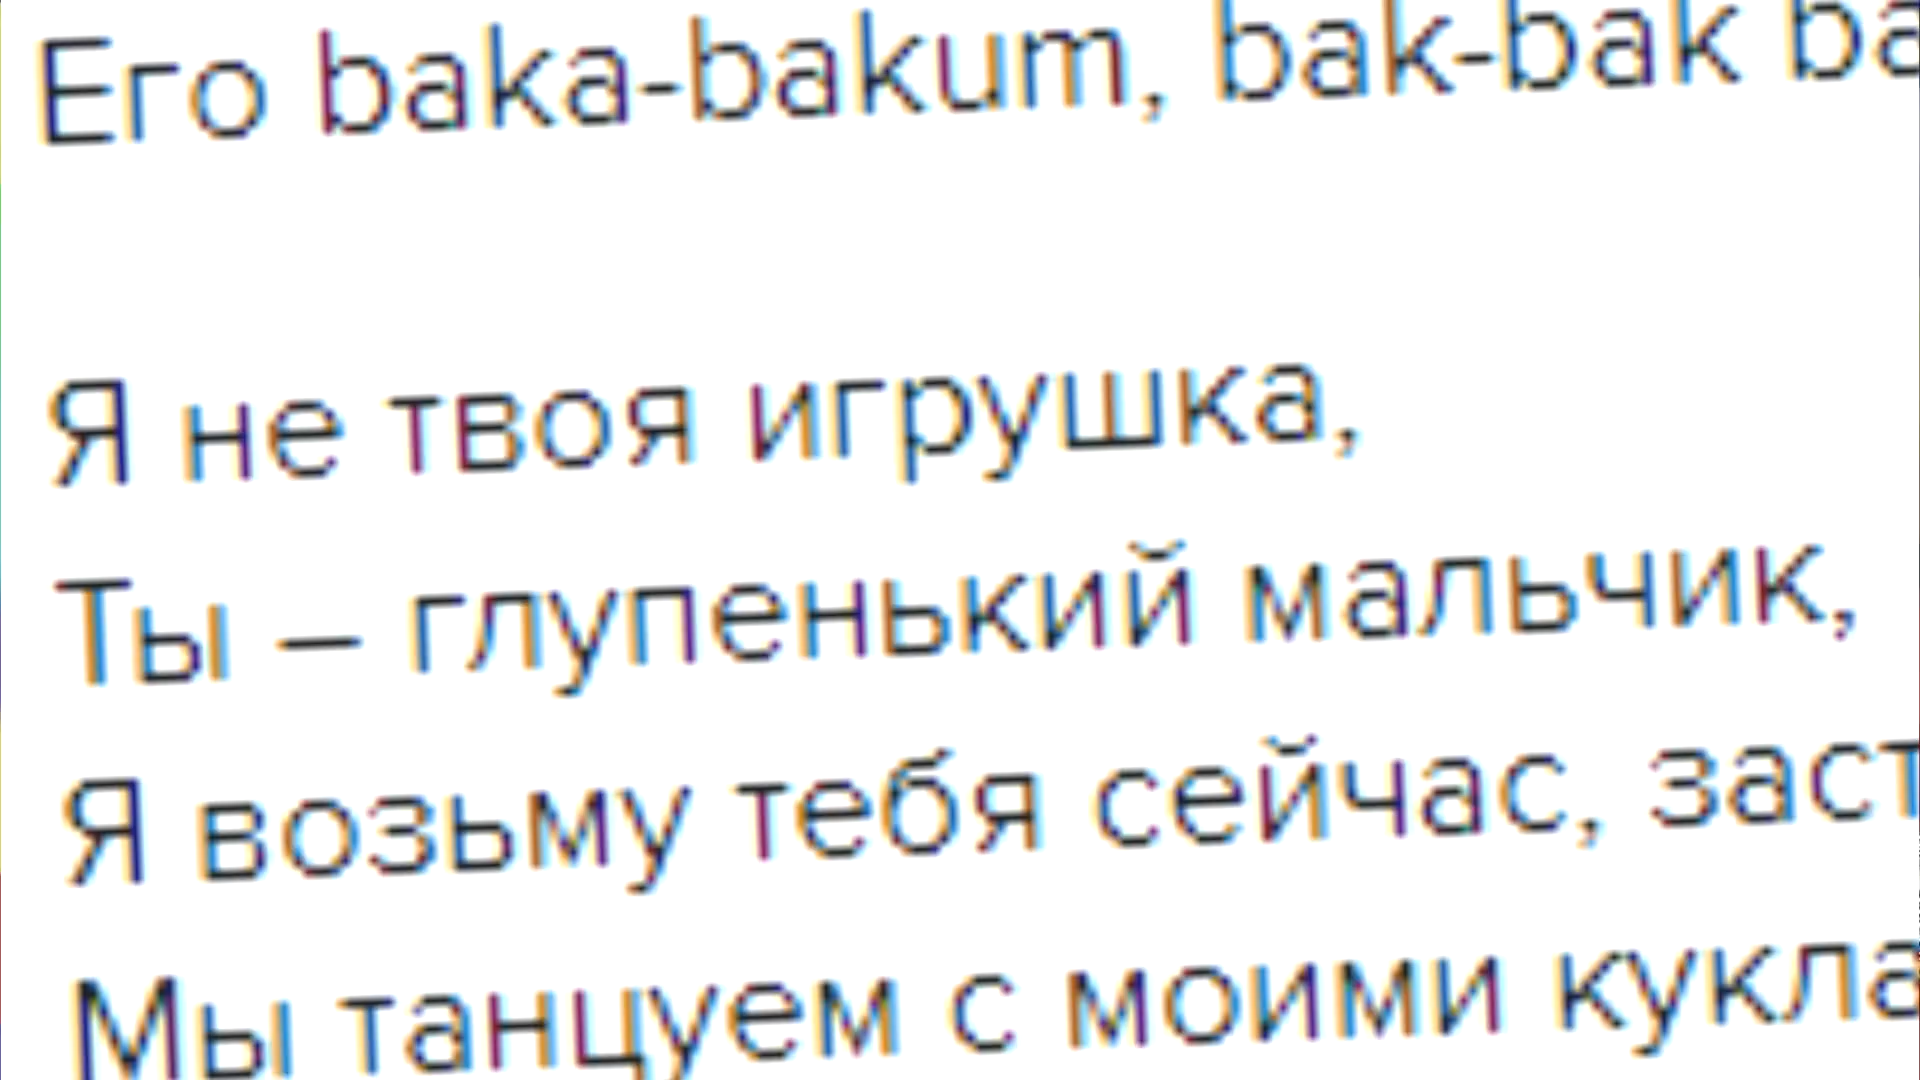 Его baka-bakum, bak-bak
Я не твоя игрушка,
Ты – глупенький мальчик,
Я возьму тебя сейчас,
Мы танцуем с моими